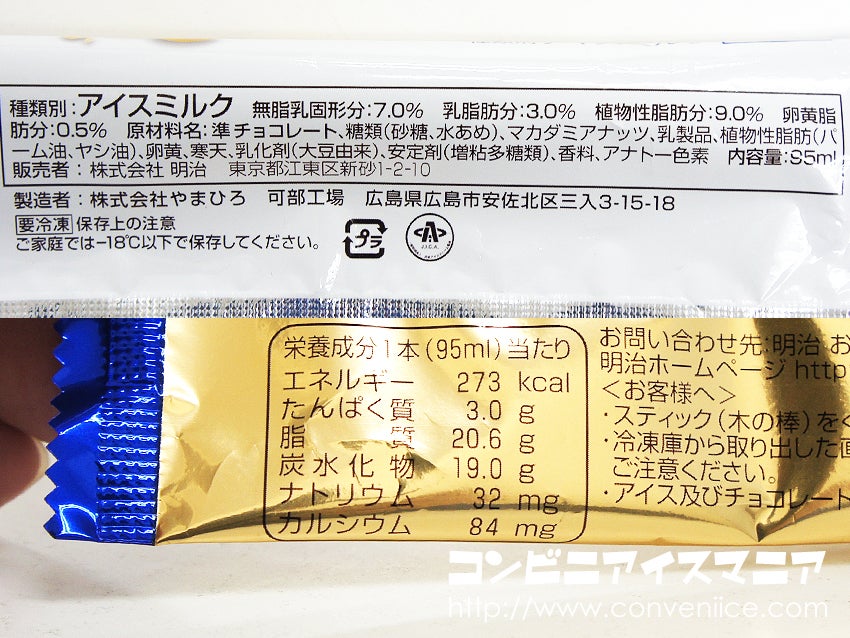 種類別:アイスミルク 無脂乳固形分:7.0% 乳脂肪分:3.0% 植物性脂肪分:9.0% 卵黄脂
肪分:0.5% 原材料名:準チョコレート、糖類(砂糖、水あめ)、マカダミアナッツ、乳製品、植物性脂肪(パ
ーム油、ヤシ油)、卵黄、寒天、乳化剤(大豆由来)、安定剤(増粘多糖類)、香料、アナトー色素 内容量:95ml
販売者:株式会社 明治 東京都江東区新砂1-2-10
製造者:株式会社やまひろ 可部工場 広島県広島市安佐北区三入3-15-18
要冷凍 保存上の注意
ご家庭では−18℃以下で保存してください。
プラ
J.I.C.A.
栄養成分1本(95ml)当たり
エネルギー 273 kcal
たんぱく質 3.0 g
脂質 20.6 g
炭水化物 19.0 g
ナトリウム 32 mg
カルシウム 84 mg
お問い合わせ先:明治 お
明治ホームページ http
<お客様へ>
・スティック(木の棒)をく
・冷凍庫から取り出した直
ご注意ください。
・アイス及びチョコレート
コンビニアイスマニア
http://www.conveniice.com/